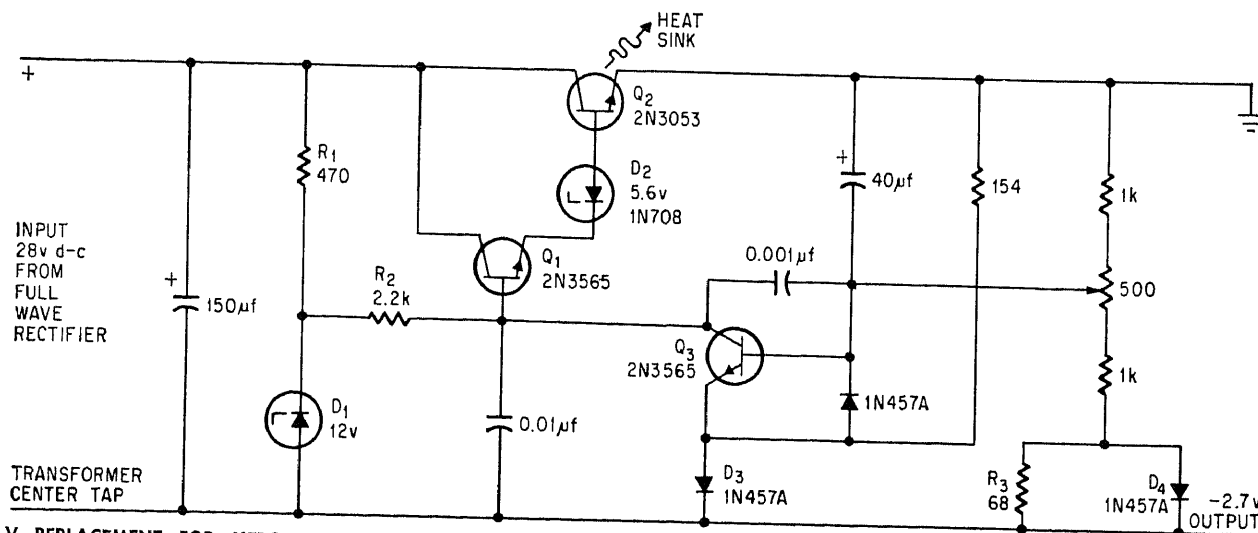 HEAT
SINK
+
Q2
2N3053
R1
470
D2
5.6v
1N708
+
40µf
154
1k
INPUT
28v d-c
FROM
FULL
WAVE
RECTIFIER
+
150µf
R2
2.2k
Q1
2N3565
0.001µf
500
Q3
2N3565
1k
D1
12v
0.01µf
1N457A
TRANSFORMER
CENTER TAP
D3
1N457A
R3
68
D4
1N457A
-2.7v
OUTPUT
V REPLACEMENT FOR